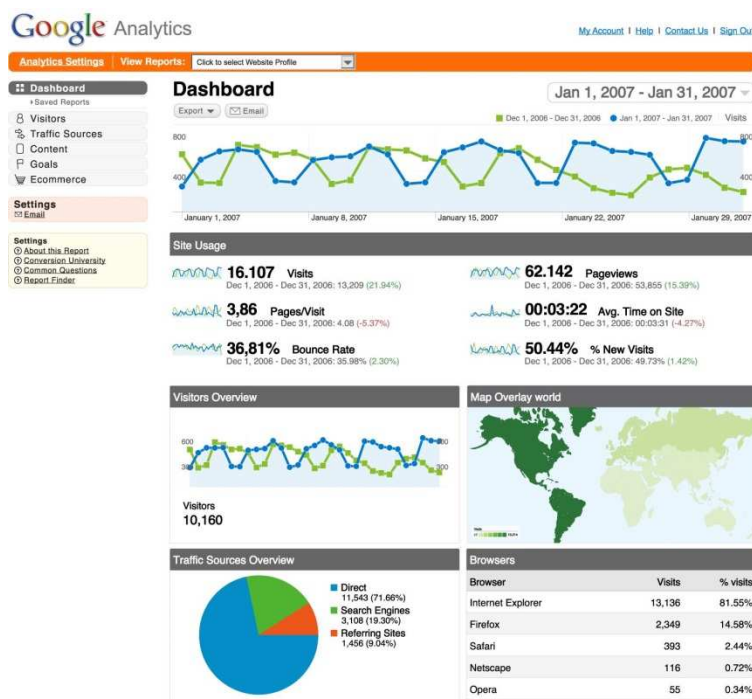 Google Analytics
My Account | Help | Contact Us | Sign Ou
Analytics Settings | View Reports: Click to select Website Profile
Dashboard
Saved Reports
Visitors
Traffic Sources
Content
Goals
Ecommerce
Settings
Email
Settings
About this Report
Conversion University
Common Questions
Report Finder
Dashboard
Jan 1, 2007 - Jan 31, 2007
Export
Email
Dec 1, 2006 - Dec 31, 2006 Jan 1, 2007 - Jan 31, 2007 Visits
800 800
400 400
January 1, 2007 January 8, 2007 January 15, 2007 January 22, 2007 January 29, 2007
Site Usage
16.107 Visits
Dec 1, 2006 - Dec 31, 2006: 13,209 (21.94%)
62.142 Pageviews
Dec 1, 2006 - Dec 31, 2006: 53,855 (15.39%)
3,86 Pages/Visit
Dec 1, 2006 - Dec 31, 2006: 4.08 (-5.37%)
00:03:22 Avg. Time on Site
Dec 1, 2006 - Dec 31, 2006: 00:03:31 (-4.27%)
36,81% Bounce Rate
Dec 1, 2006 - Dec 31, 2006: 35.98% (2.30%)
50.44% % New Visits
Dec 1, 2006 - Dec 31, 2006: 49.73% (1.42%)
Visitors Overview
600
Visitors
10,160
Map Overlay world
Traffic Sources Overview
Direct
11,543 (71.66%)
Search Engines
3,108 (19.30%)
Referring Sites
1,456 (9.04%)
Browsers
Browser Visits % visits
Internet Explorer 13,136 81.55%
Firefox 2,349 14.58%
Safari 393 2.44%
Netscape 116 0.72%
Opera 55 0.34%